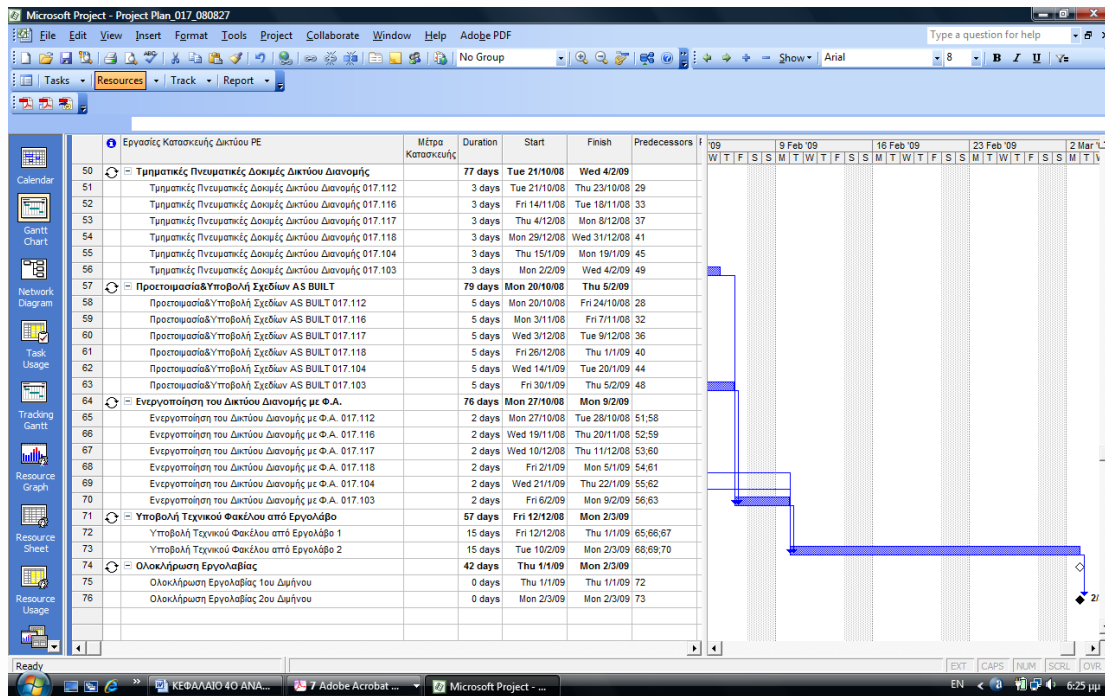 Microsoft Project - Project Plan_017_080827
File Edit View Insert Format Tools Project Collaborate Window Help Adobe PDF Type a question for help
No Group Show Arial 8 B I U
Tasks Resources Track Report
Εργασίες Κατασκευής Δικτύου PE Μέτρα Κατασκευής Duration Start Finish Predecessors '09 9 Feb '09 16 Feb '09 23 Feb '09 2 Mar '
W T F S S M T W T F S S M T W T F S S M T W T F S S M T
50 Τμηματικές Πνευματικές Δοκιμές Δικτύου Διανομής 77 days Tue 21/10/08 Wed 4/2/09
51 Τμηματικές Πνευματικές Δοκιμές Δικτύου Διανομής 017.112 3 days Tue 21/10/08 Thu 23/10/08 29
52 Τμηματικές Πνευματικές Δοκιμές Δικτύου Διανομής 017.116 3 days Fri 14/11/08 Tue 18/11/08 33
53 Τμηματικές Πνευματικές Δοκιμές Δικτύου Διανομής 017.117 3 days Thu 4/12/08 Mon 8/12/08 37
54 Τμηματικές Πνευματικές Δοκιμές Δικτύου Διανομής 017.118 3 days Mon 29/12/08 Wed 31/12/08 41
55 Τμηματικές Πνευματικές Δοκιμές Δικτύου Διανομής 017.104 3 days Thu 15/1/09 Mon 19/1/09 45
56 Τμηματικές Πνευματικές Δοκιμές Δικτύου Διανομής 017.103 3 days Mon 2/2/09 Wed 4/2/09 49
57 Προετοιμασία&Υποβολή Σχεδίων AS BUILT 79 days Mon 20/10/08 Thu 5/2/09
58 Προετοιμασία&Υποβολή Σχεδίων AS BUILT 017.112 5 days Mon 20/10/08 Fri 24/10/08 28
59 Προετοιμασία&Υποβολή Σχεδίων AS BUILT 017.116 5 days Mon 3/11/08 Fri 7/11/08 32
60 Προετοιμασία&Υποβολή Σχεδίων AS BUILT 017.117 5 days Wed 3/12/08 Tue 9/12/08 36
61 Προετοιμασία&Υποβολή Σχεδίων AS BUILT 017.118 5 days Fri 26/12/08 Thu 1/1/09 40
62 Προετοιμασία&Υποβολή Σχεδίων AS BUILT 017.104 5 days Wed 14/1/09 Tue 20/1/09 44
63 Προετοιμασία&Υποβολή Σχεδίων AS BUILT 017.103 5 days Fri 30/1/09 Thu 5/2/09 48
64 Ενεργοποίηση του Δικτύου Διανομής με Φ.Α. 76 days Mon 27/10/08 Mon 9/2/09
65 Ενεργοποίηση του Δικτύου Διανομής με Φ.Α. 017.112 2 days Mon 27/10/08 Tue 28/10/08 51;58
66 Ενεργοποίηση του Δικτύου Διανομής με Φ.Α. 017.116 2 days Wed 19/11/08 Thu 20/11/08 52;59
67 Ενεργοποίηση του Δικτύου Διανομής με Φ.Α. 017.117 2 days Wed 10/12/08 Thu 11/12/08 53;60
68 Ενεργοποίηση του Δικτύου Διανομής με Φ.Α. 017.118 2 days Fri 2/1/09 Mon 5/1/09 54;61
69 Ενεργοποίηση του Δικτύου Διανομής με Φ.Α. 017.104 2 days Wed 21/1/09 Thu 22/1/09 55;62
70 Ενεργοποίηση του Δικτύου Διανομής με Φ.Α. 017.103 2 days Fri 6/2/09 Mon 9/2/09 56;63
71 Υποβολή Τεχνικού Φακέλου από Εργολάβο 57 days Fri 12/12/08 Mon 2/3/09
72 Υποβολή Τεχνικού Φακέλου από Εργολάβο 1 15 days Fri 12/12/08 Thu 1/1/09 65;66;67
73 Υποβολή Τεχνικού Φακέλου από Εργολάβο 2 15 days Tue 10/2/09 Mon 2/3/09 68;69;70
74 Ολοκλήρωση Εργολαβίας 42 days Thu 1/1/09 Mon 2/3/09
75 Ολοκλήρωση Εργολαβίας 1ου Διμήνου 0 days Thu 1/1/09 Thu 1/1/09 72
76 Ολοκλήρωση Εργολαβίας 2ου Διμήνου 0 days Mon 2/3/09 Mon 2/3/09 73 2/
Calendar
Gantt Chart
Network Diagram
Task Usage
Tracking Gantt
Resource Graph
Resource Sheet
Resource Usage
Ready EXT CAPS NUM SCRL OVR
ΚΕΦΑΛΑΙΟ 4Ο ΑΝΑ... 7 Adobe Acrobat ... Microsoft Project - ... EN 6:25 μμ